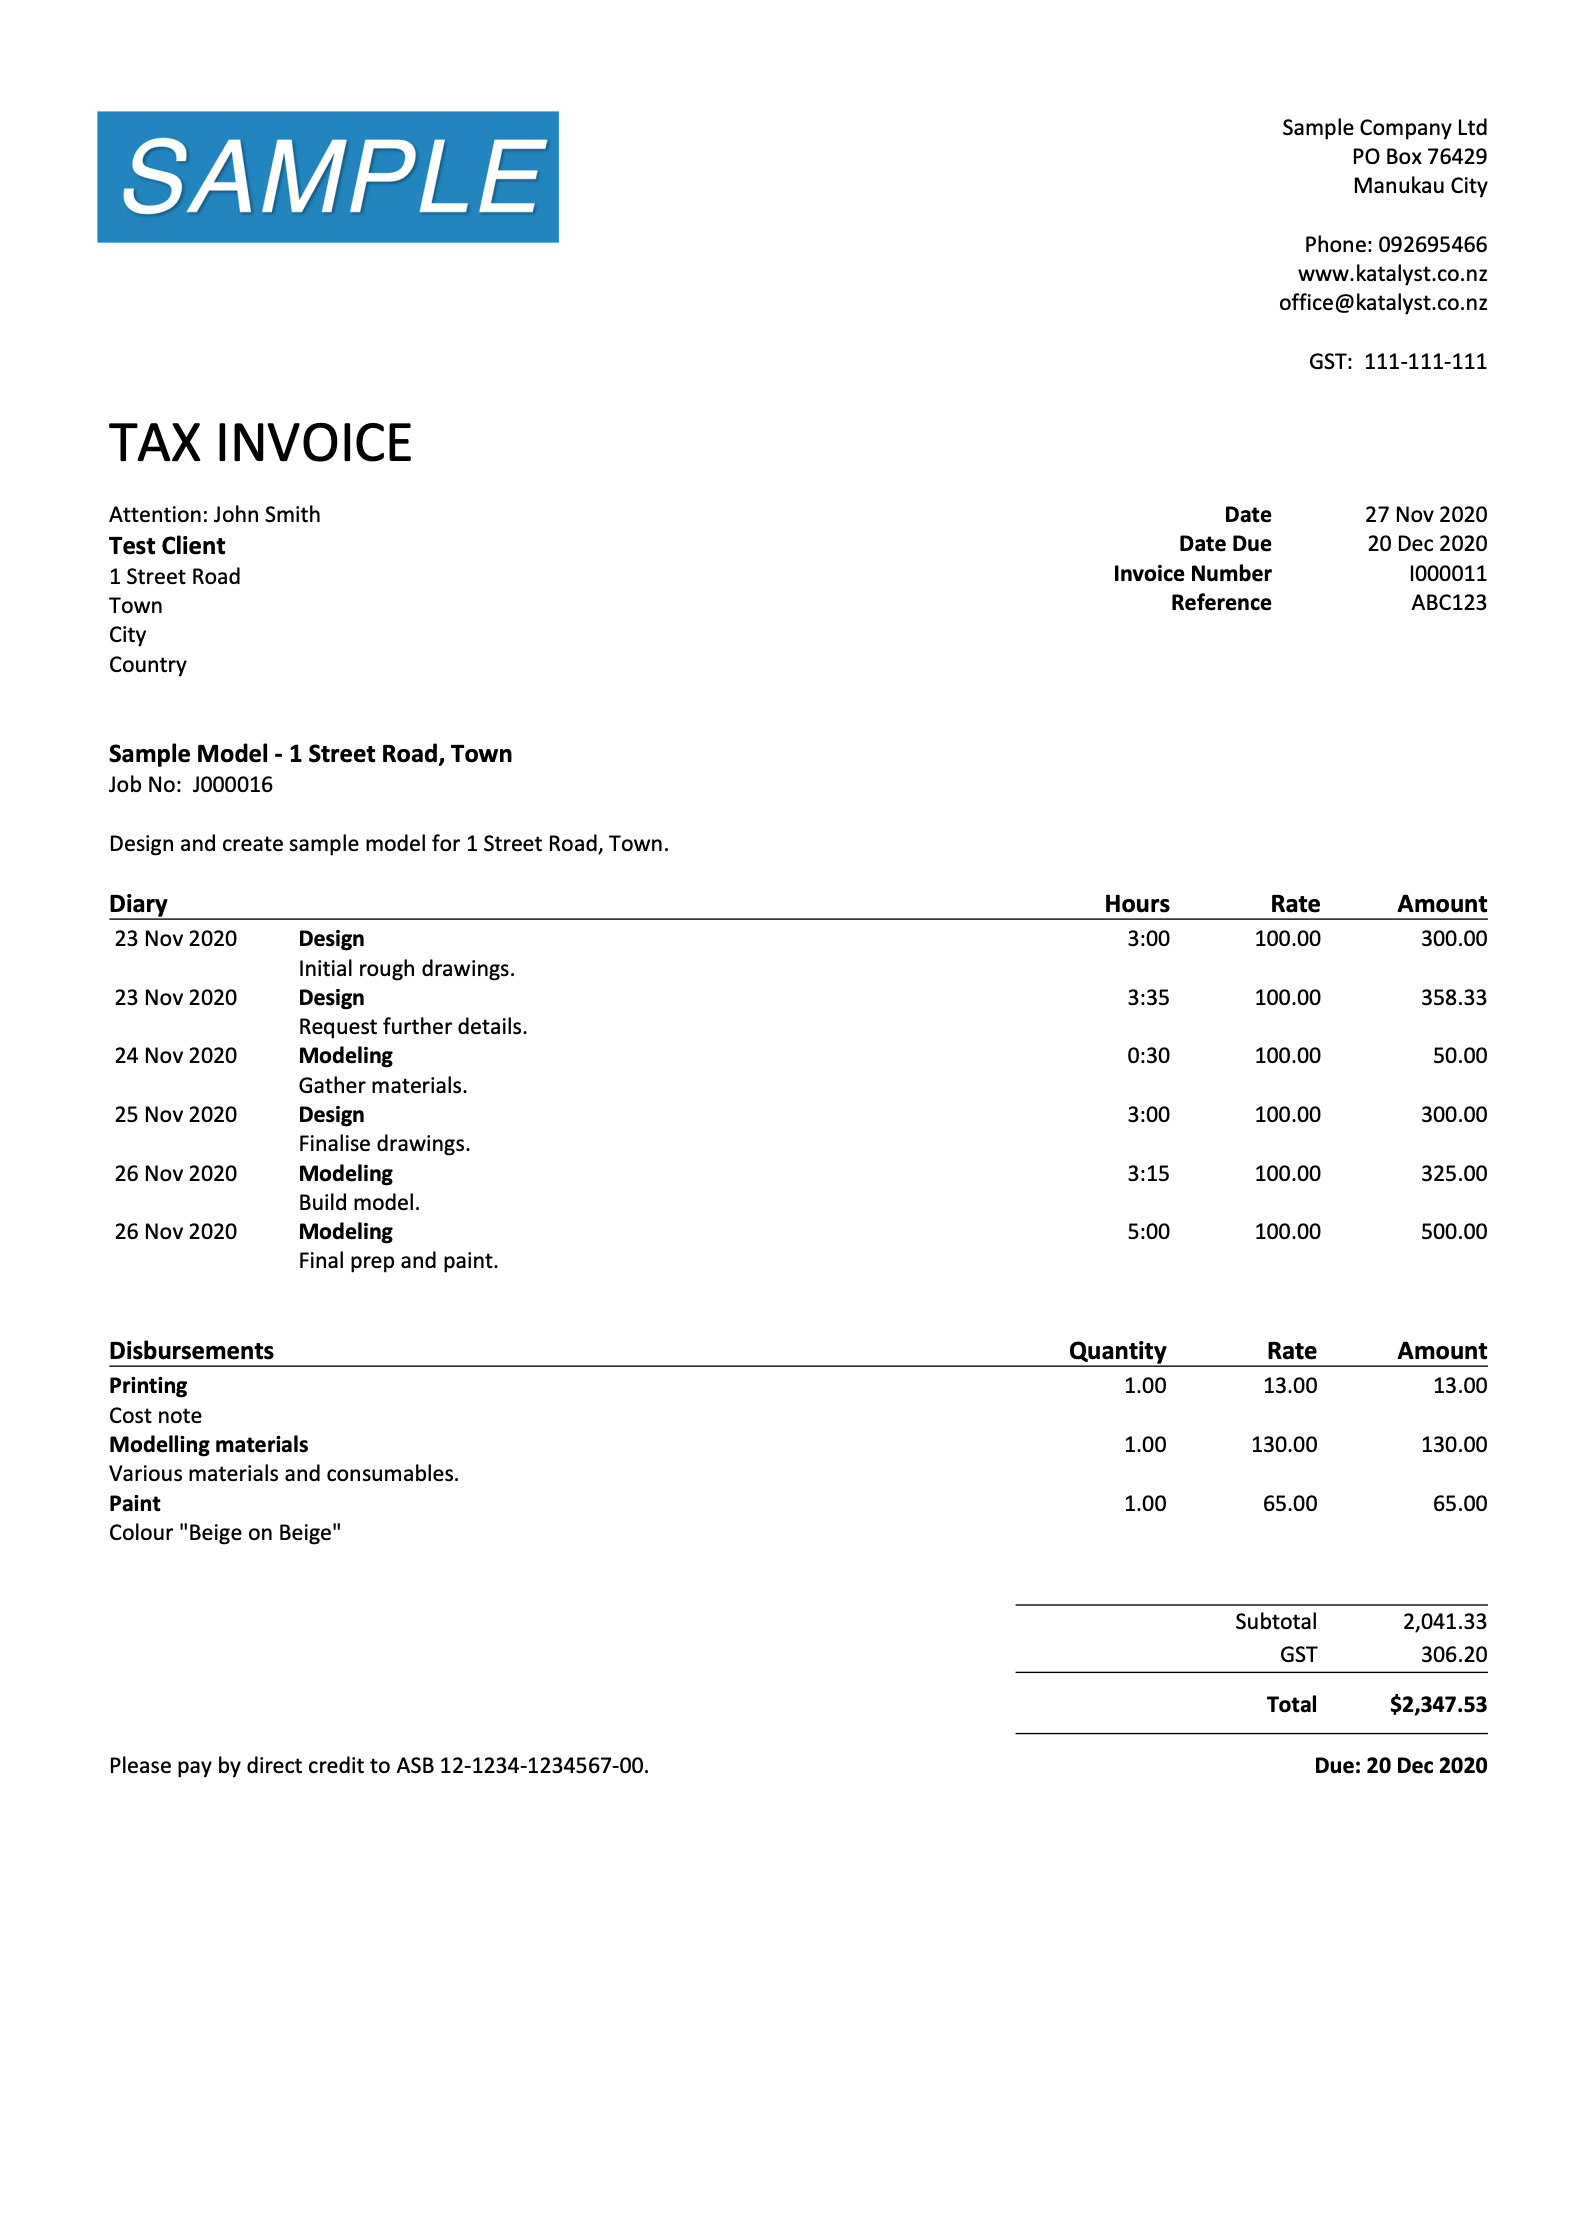 SAMPLE
Sample Company Ltd
PO Box 76429
Manukau City
Phone: 092695466
www.katalyst.co.nz
office@katalyst.co.nz
GST:  111-111-111
TAX INVOICE
Attention: John Smith
Test Client
1 Street Road
Town
City
Country
Date 27 Nov 2020
Date Due 20 Dec 2020
Invoice Number I000011
Reference ABC123
Sample Model - 1 Street Road, Town
Job No:  J000016
Design and create sample model for 1 Street Road, Town.
Diary Hours Rate Amount
23 Nov 2020 Design 3:00 100.00 300.00
Initial rough drawings.
23 Nov 2020 Design 3:35 100.00 358.33
Request further details.
24 Nov 2020 Modeling 0:30 100.00 50.00
Gather materials.
25 Nov 2020 Design 3:00 100.00 300.00
Finalise drawings.
26 Nov 2020 Modeling 3:15 100.00 325.00
Build model.
26 Nov 2020 Modeling 5:00 100.00 500.00
Final prep and paint.
Disbursements Quantity Rate Amount
Printing 1.00 13.00 13.00
Cost note
Modelling materials 1.00 130.00 130.00
Various materials and consumables.
Paint 1.00 65.00 65.00
Colour "Beige on Beige"
Subtotal 2,041.33
GST 306.20
Total $2,347.53
Please pay by direct credit to ASB 12-1234-1234567-00. Due: 20 Dec 2020